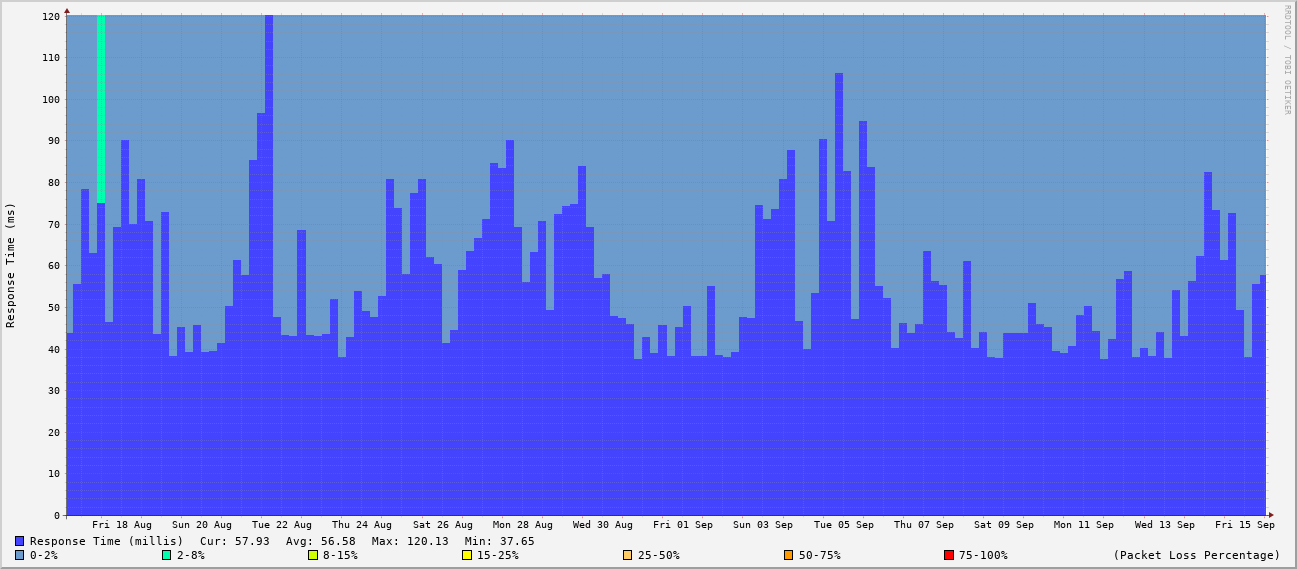 RRDTOOL / TOBI OETIKER
Response Time (ms)
120
110
100
90
80
70
60
50
40
30
20
10
0
Fri 18 Aug Sun 20 Aug Tue 22 Aug Thu 24 Aug Sat 26 Aug Mon 28 Aug Wed 30 Aug Fri 01 Sep Sun 03 Sep Tue 05 Sep Thu 07 Sep Sat 09 Sep Mon 11 Sep Wed 13 Sep Fri 15 Sep
Response Time (millis) Cur: 57.93 Avg: 56.58 Max: 120.13 Min: 37.65
0-2% 2-8% 8-15% 15-25% 25-50% 50-75% 75-100% (Packet Loss Percentage)